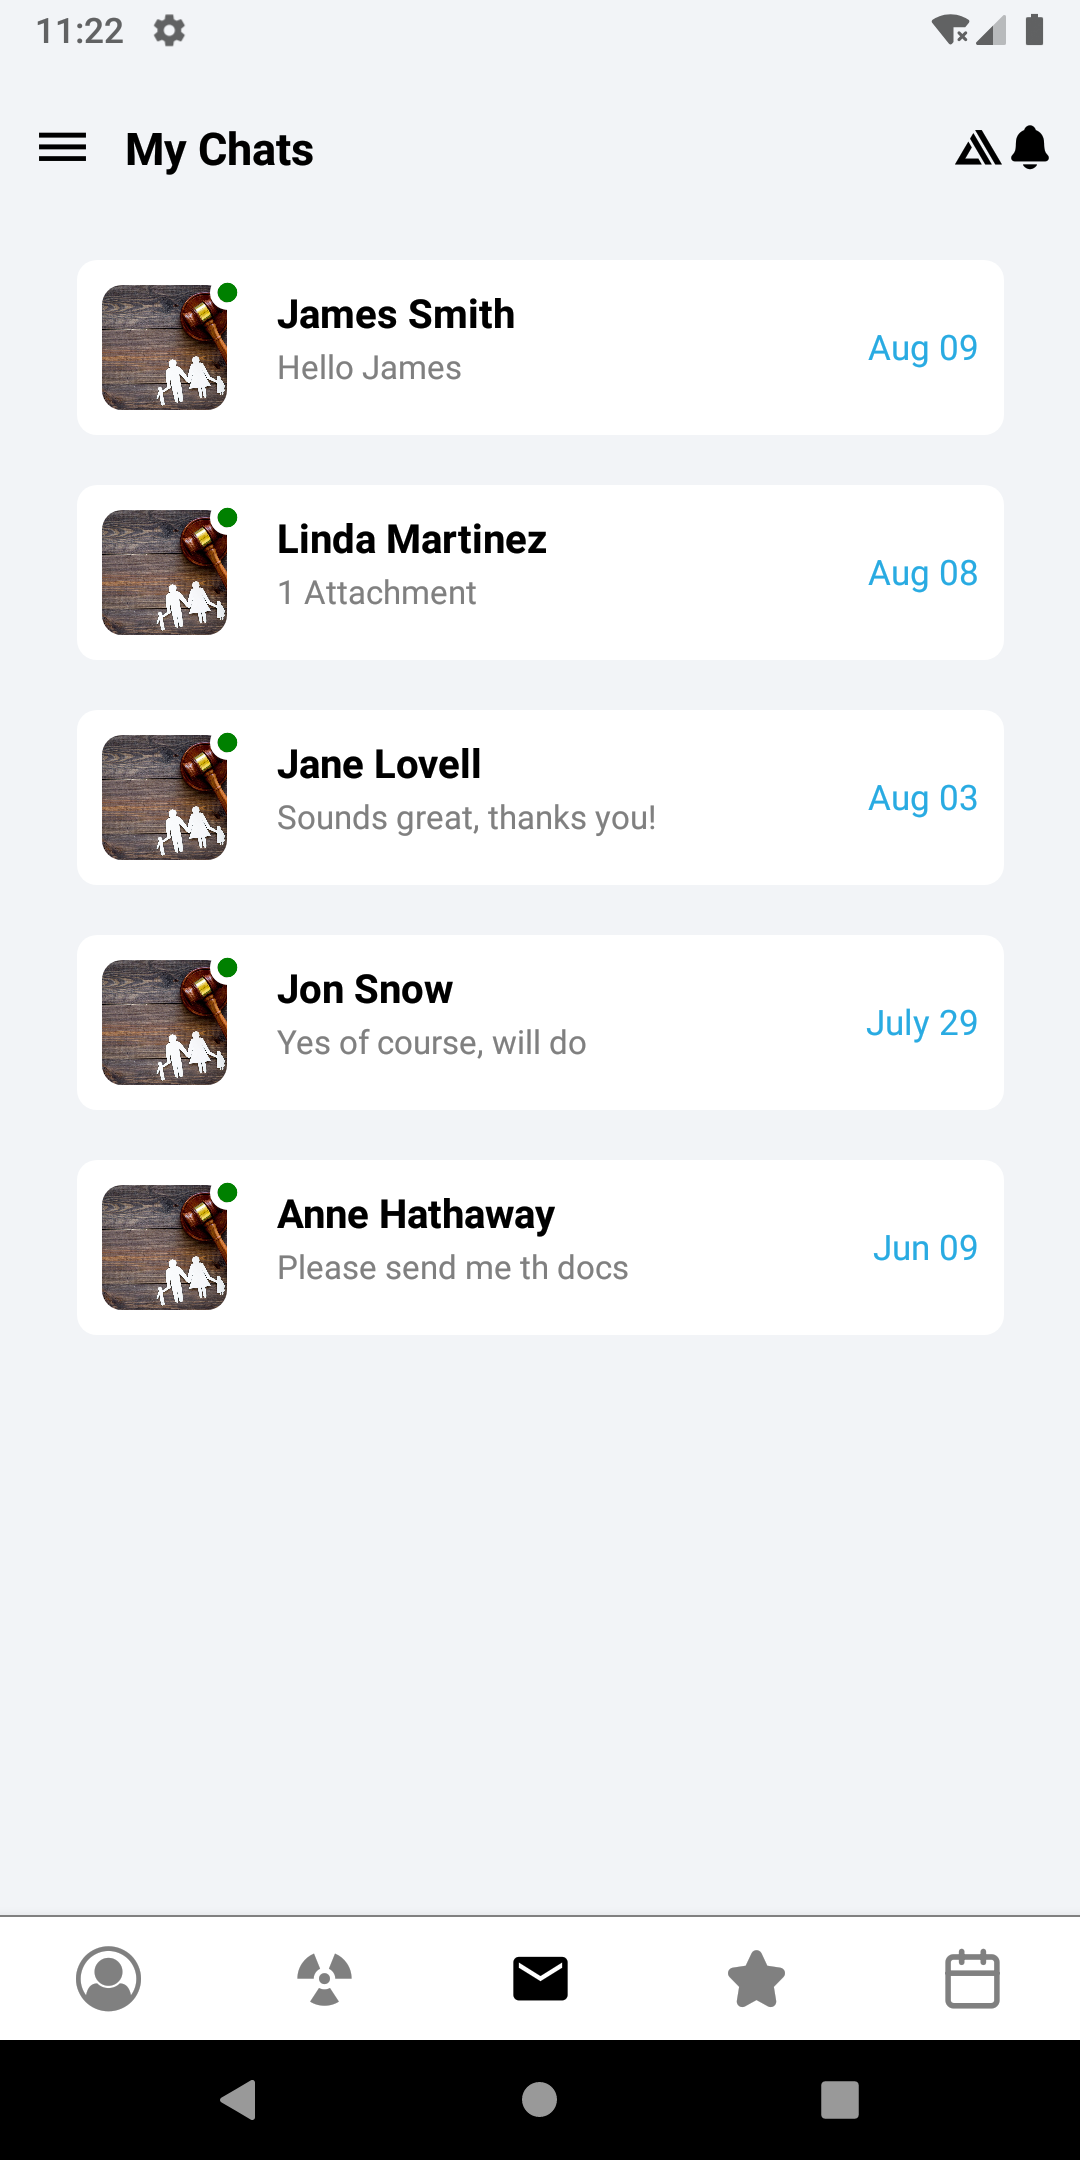 11:22
My Chats
James Smith
Hello James
Aug 09
Linda Martinez
1 Attachment
Aug 08
Jane Lovell
Sounds great, thanks you!
Aug 03
Jon Snow
Yes of course, will do
July 29
Anne Hathaway
Please send me th docs
Jun 09